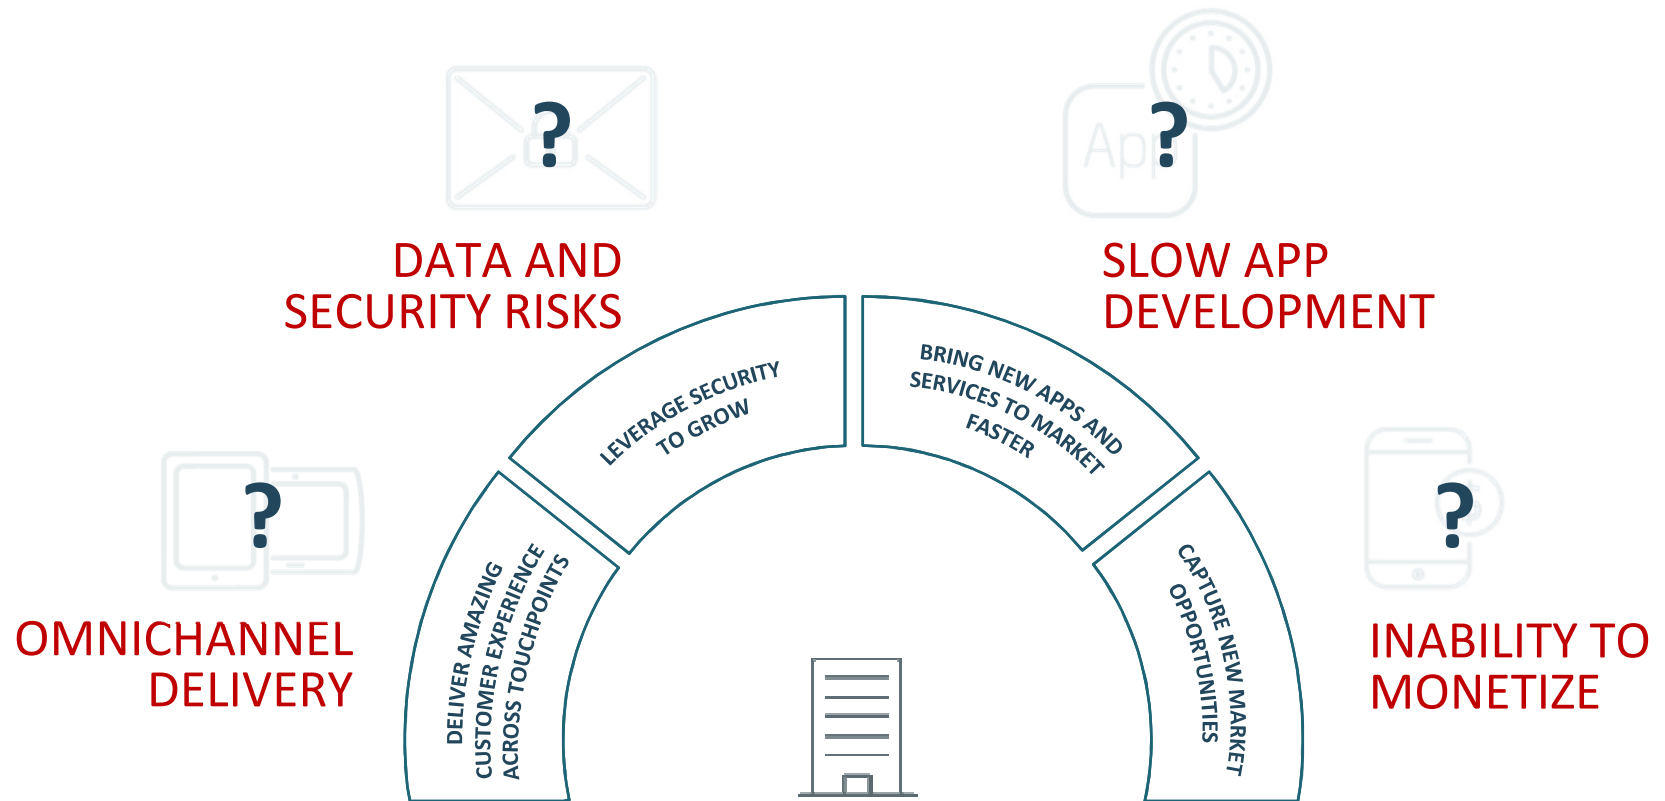 ?
?
App
DATA AND
SECURITY RISKS
SLOW APP
DEVELOPMENT
LEVERAGE SECURITY
TO GROW
BRING NEW APPS AND
SERVICES TO MARKET
FASTER
?
?
$
OMNICHANNEL
DELIVERY
DELIVER AMAZING
CUSTOMER EXPERIENCE
ACROSS TOUCHPOINTS
CAPTURE NEW MARKET
OPPORTUNITIES
INABILITY TO
MONETIZE